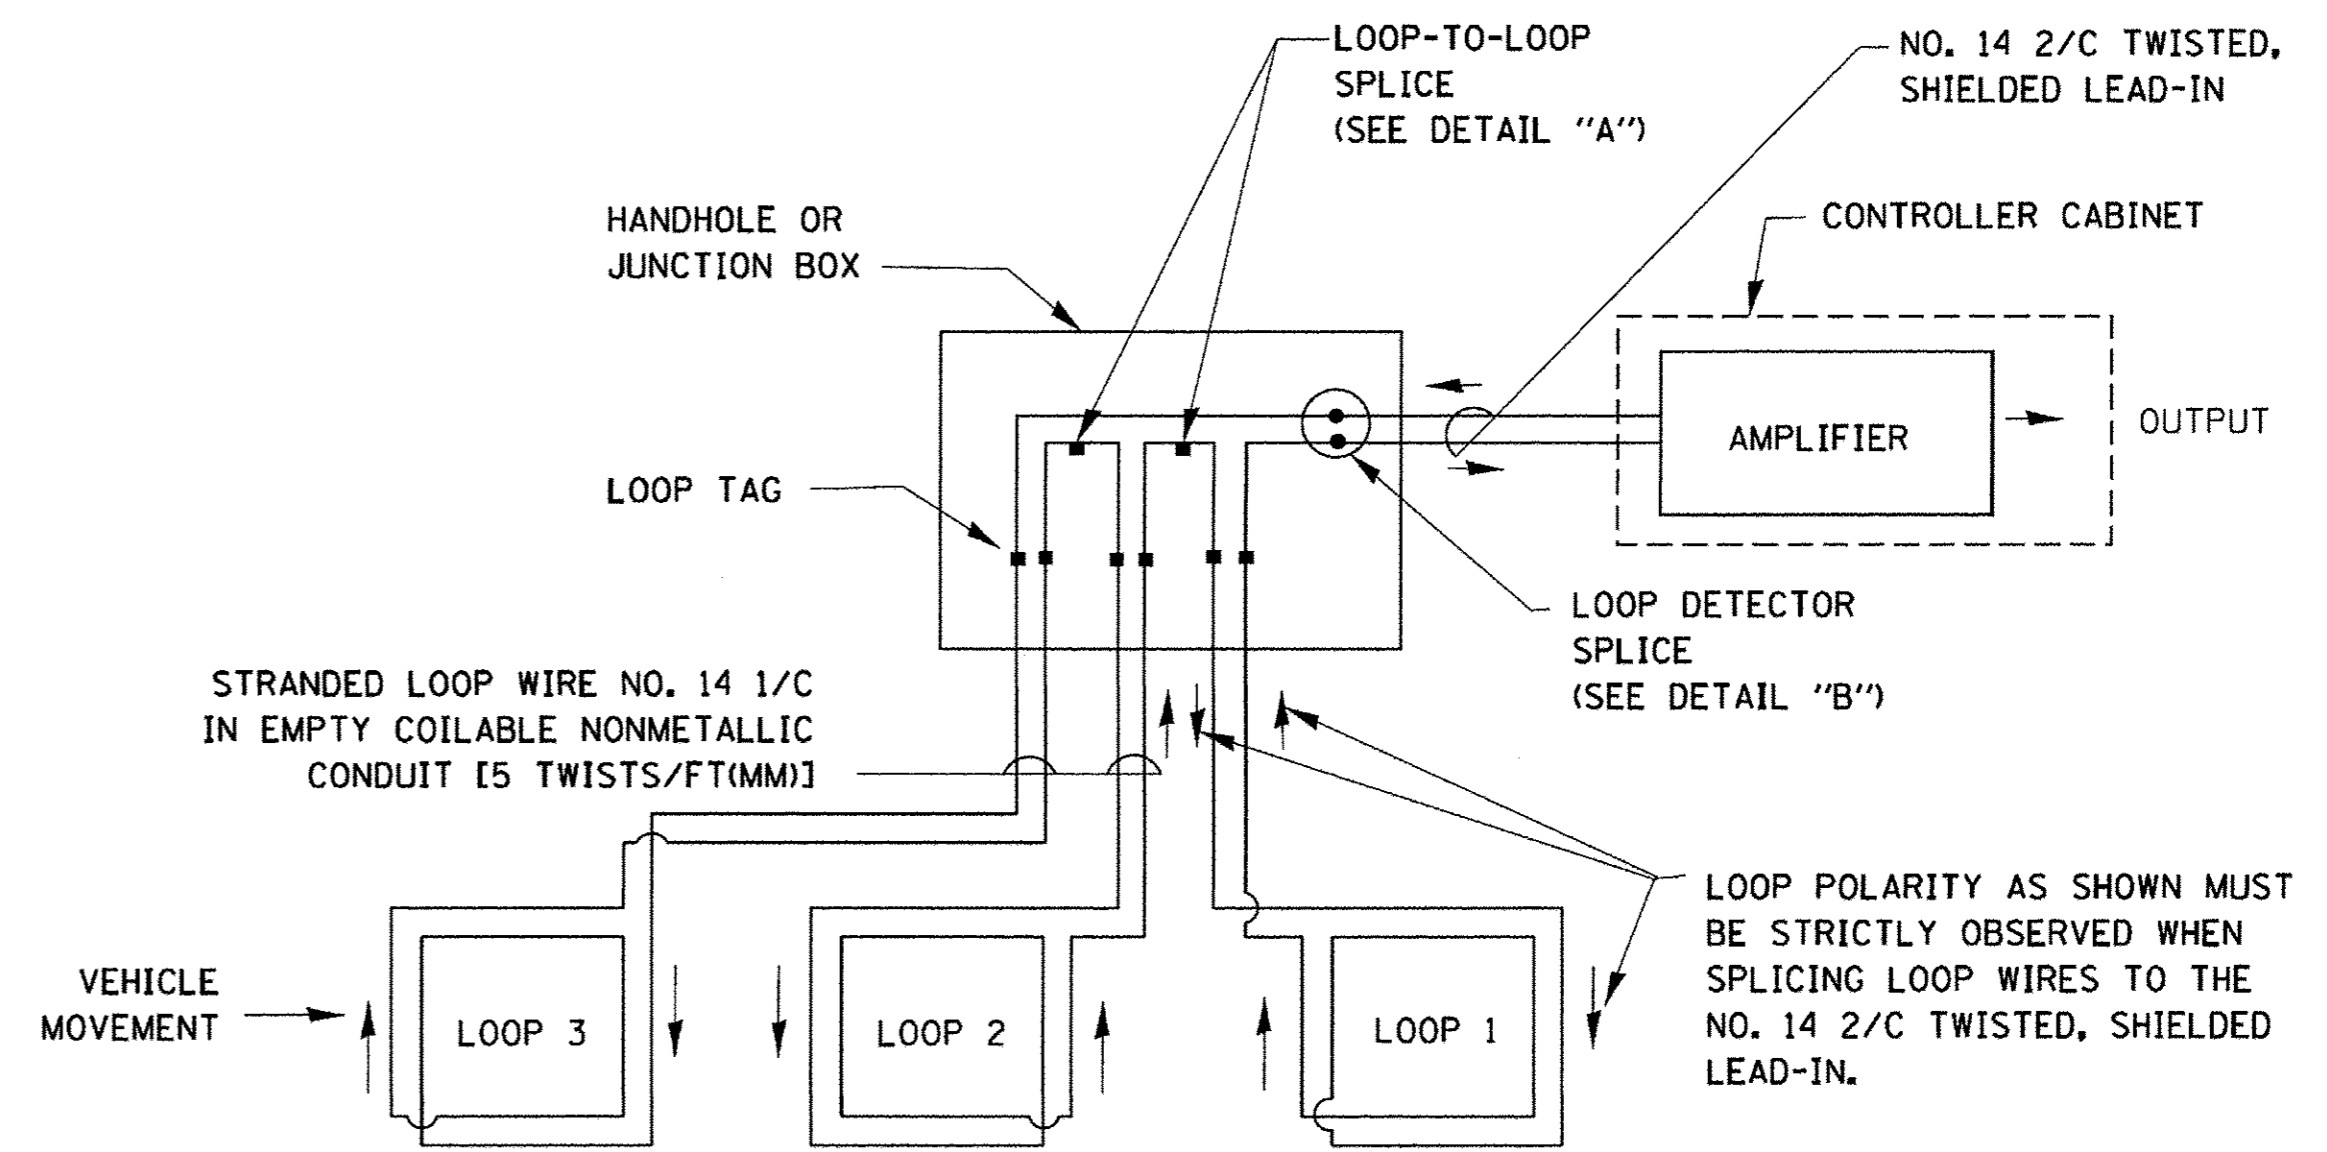 LOOP-TO-LOOP
SPLICE
(SEE DETAIL "A")
NO. 14 2/C TWISTED,
SHIELDED LEAD-IN
HANDHOLE OR
JUNCTION BOX
CONTROLLER CABINET
AMPLIFIER
OUTPUT
LOOP TAG
LOOP DETECTOR
SPLICE
(SEE DETAIL "B")
STRANDED LOOP WIRE NO. 14 1/C
IN EMPTY COILABLE NONMETALLIC
CONDUIT [5 TWISTS/FT(MM)]
LOOP POLARITY AS SHOWN MUST
BE STRICTLY OBSERVED WHEN
SPLICING LOOP WIRES TO THE
NO. 14 2/C TWISTED, SHIELDED
LEAD-IN.
VEHICLE
MOVEMENT
LOOP 3
LOOP 2
LOOP 1